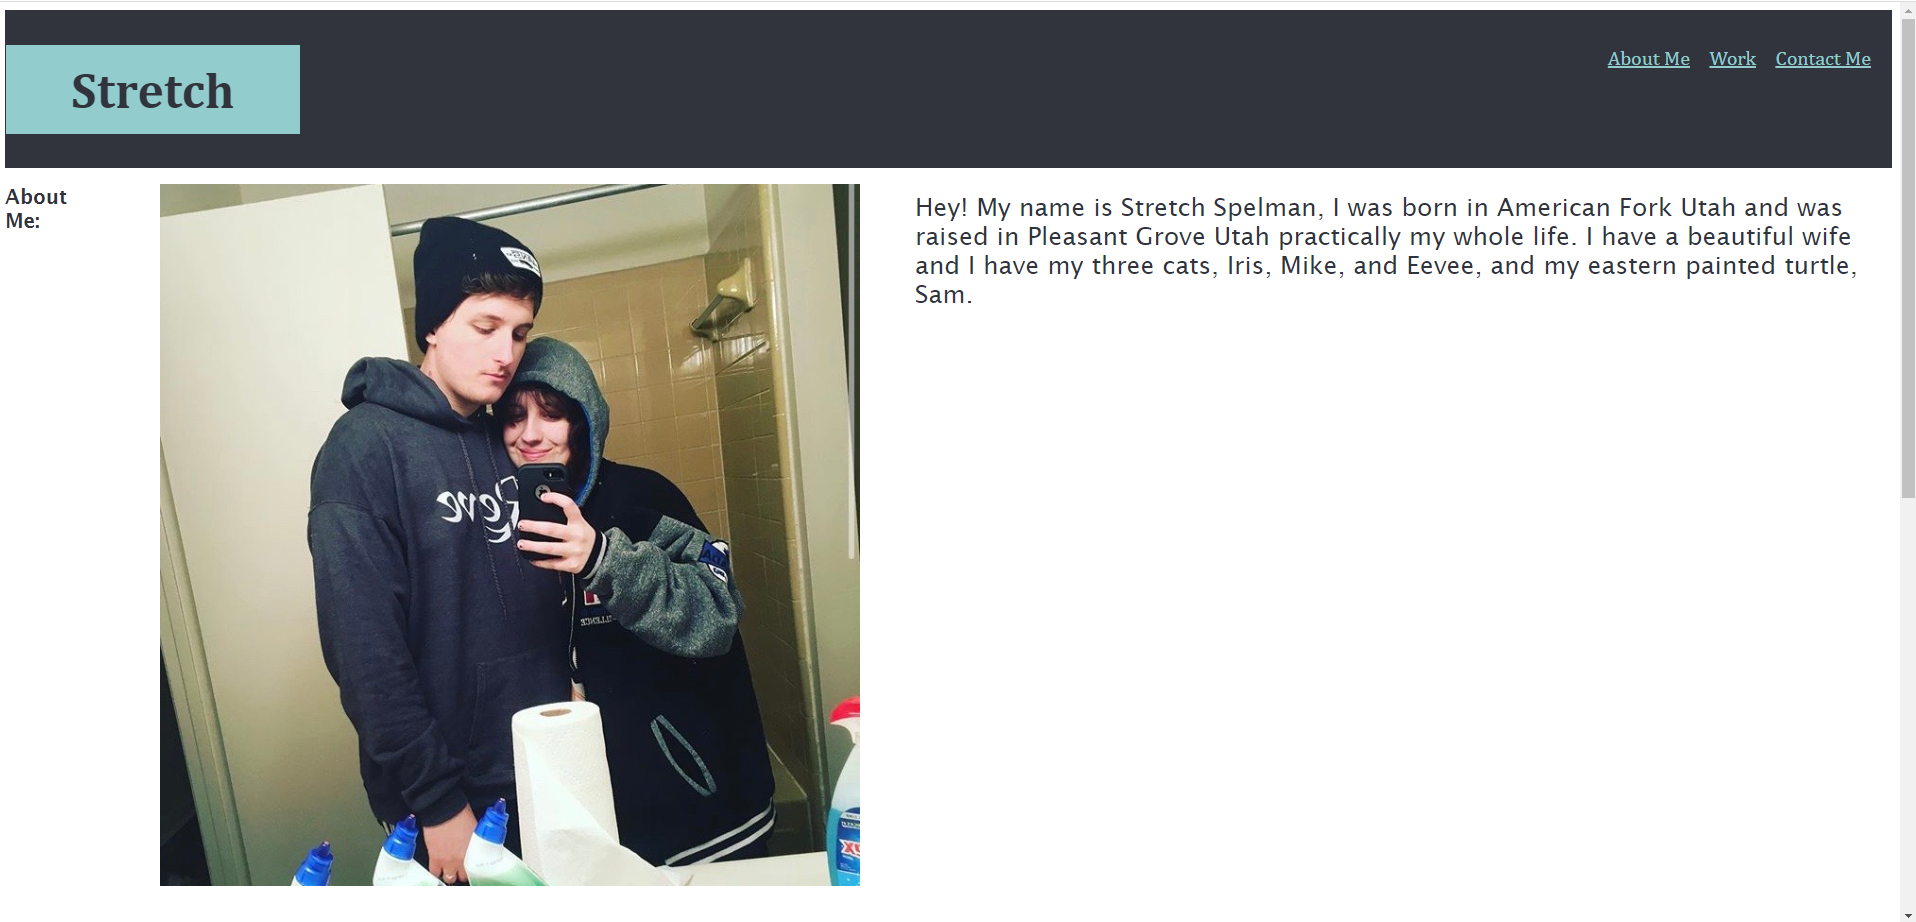 Stretch
About Me Work Contact Me
About
Me:
Hey! My name is Stretch Spelman, I was born in American Fork Utah and was
raised in Pleasant Grove Utah practically my whole life. I have a beautiful wife
and I have my three cats, Iris, Mike, and Eevee, and my eastern painted turtle,
Sam.